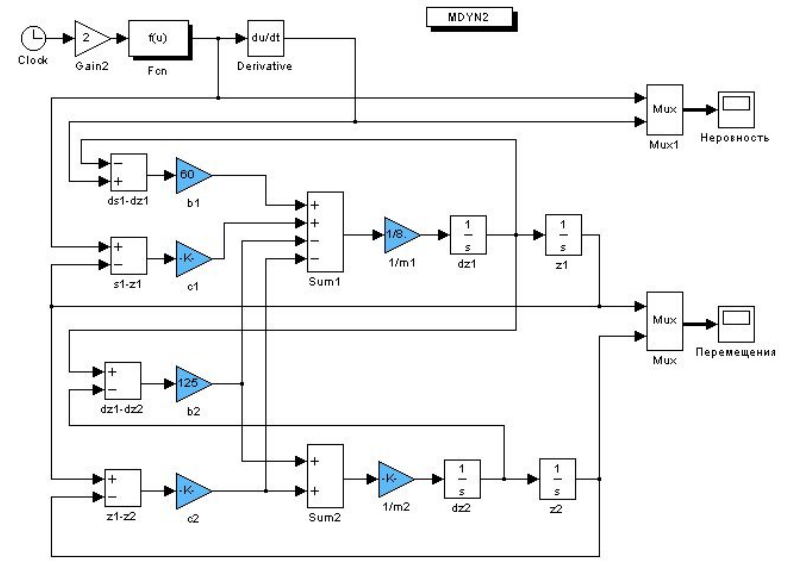 MDYN2
2
f(u)
du/dt
Clock
Gain2
Fcn
Derivative
Mux
Mux1
Неровность
−
+
ds1-dz1
60
b1
+
−
s1-z1
-K-
c1
+
+
−
−
Sum1
1/8.
1/m1
1
s
dz1
1
s
z1
Mux
Mux
Перемещения
+
−
dz1-dz2
125
b2
+
−
z1-z2
-K-
c2
+
+
Sum2
-K-
1/m2
1
s
dz2
1
s
z2